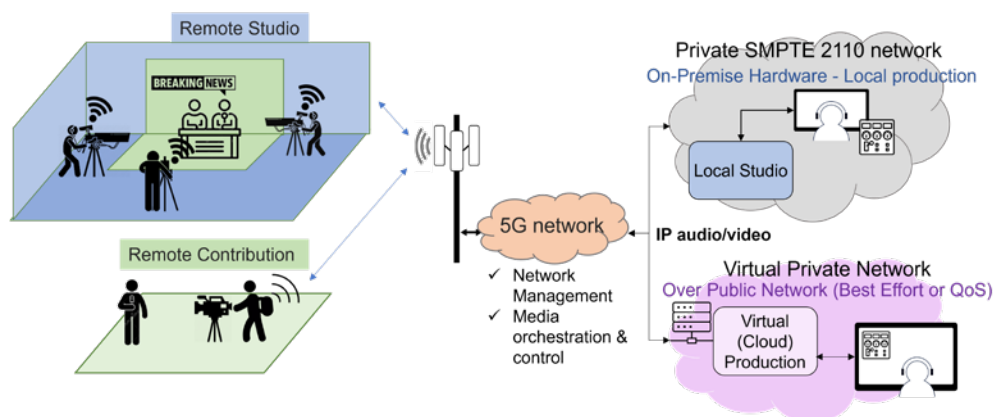 Remote Studio
BREAKING NEWS
Remote Contribution
5G network
✓ Network
Management
✓ Media
orchestration &
control
IP audio/video
Private SMPTE 2110 network
On-Premise Hardware - Local production
Local Studio
Virtual Private Network
Over Public Network (Best Effort or QoS)
Virtual
(Cloud)
Production